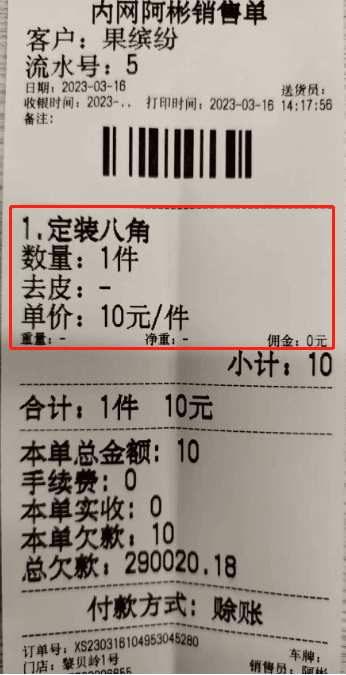 内网阿彬销售单
客户：果缤纷
流水号：5
日期：2023-03-16 送货员：
收银时间：2023-.. 打印时间：2023-03-16 14:17:56
备注：
1.定装八角
数量：1件
去皮：-
单价：10元/件
重量：- 净重：- 佣金：0元
小计：10
合计：1件 10元
本单总金额：10
手续费：0
本单实收：0
本单欠款：10
总欠款：290020.18
付款方式：赊账
订单号：XS230316104953045280
门店：黎贝岭1号 车牌：
销售员：阿彬